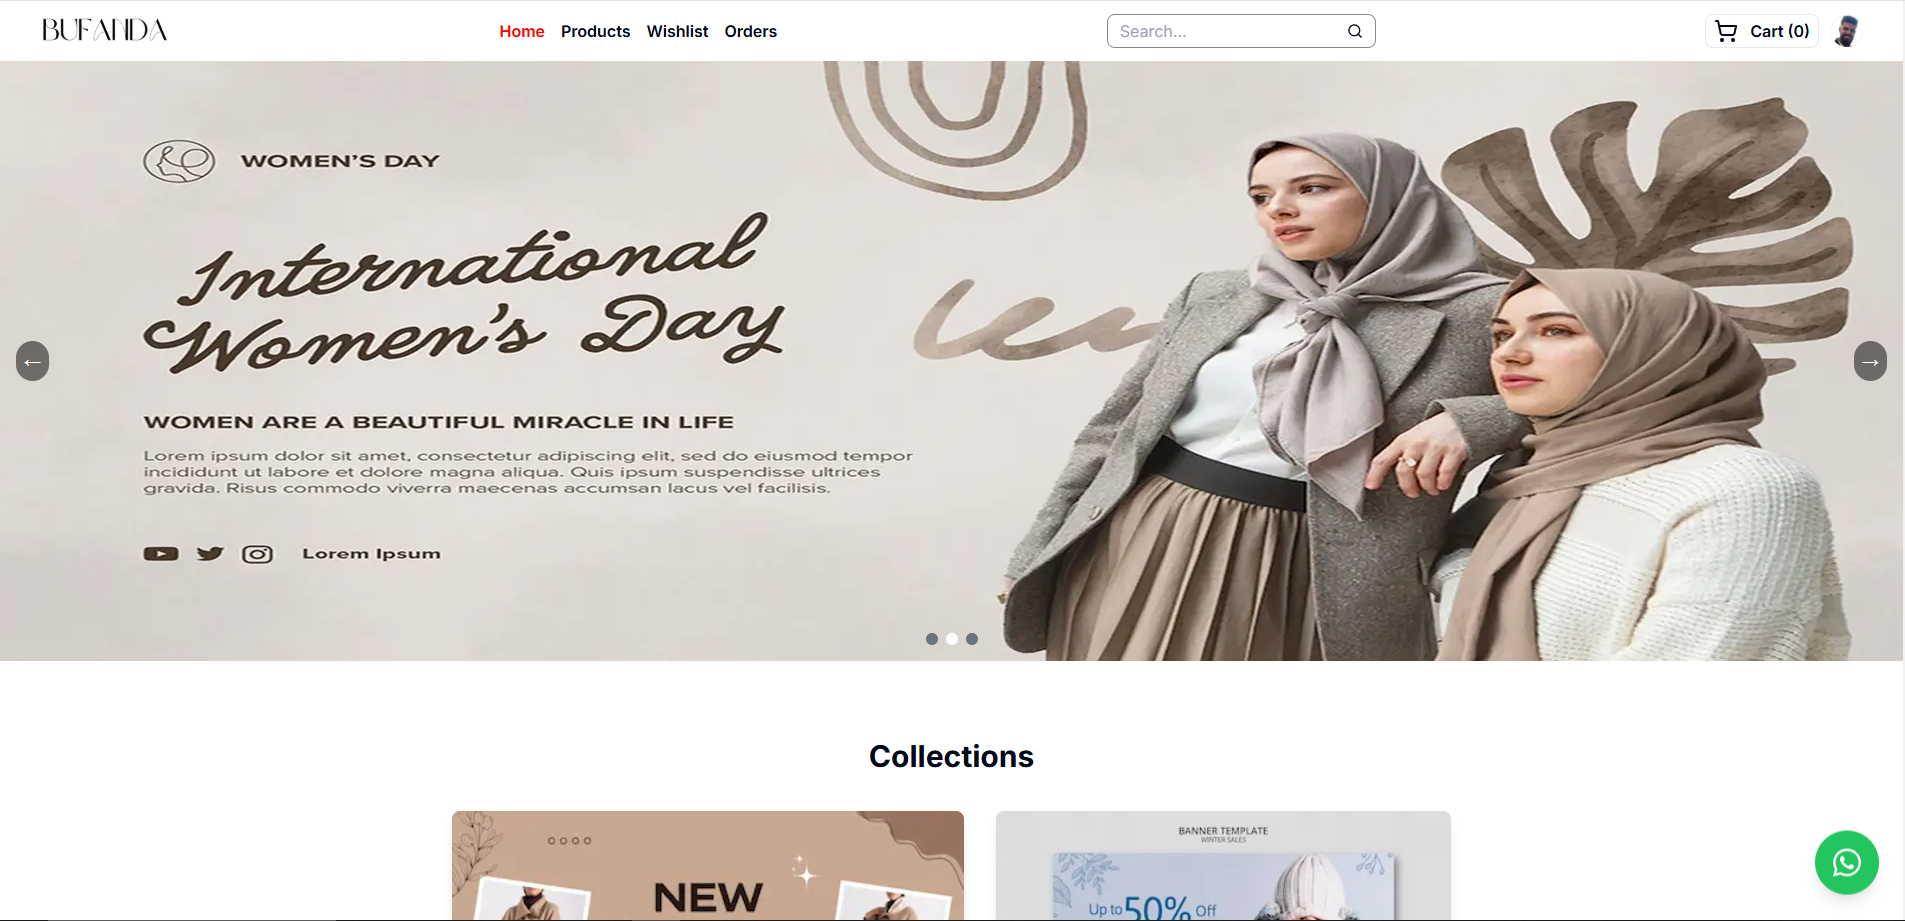 BUFANDA
Home Products Wishlist Orders
Search...
Cart (0)
WOMEN'S DAY
International
Women's Day
WOMEN ARE A BEAUTIFUL MIRACLE IN LIFE
Lorem ipsum dolor sit amet, consectetur adipiscing elit, sed do eiusmod tempor
incididunt ut labore et dolore magna aliqua. Quis ipsum suspendisse ultrices
gravida. Risus commodo viverra maecenas accumsan lacus vel facilisis.
Lorem Ipsum
←
→
Collections
NEW
BANNER TEMPLATE
WINTER SALES
Up to 50% Off